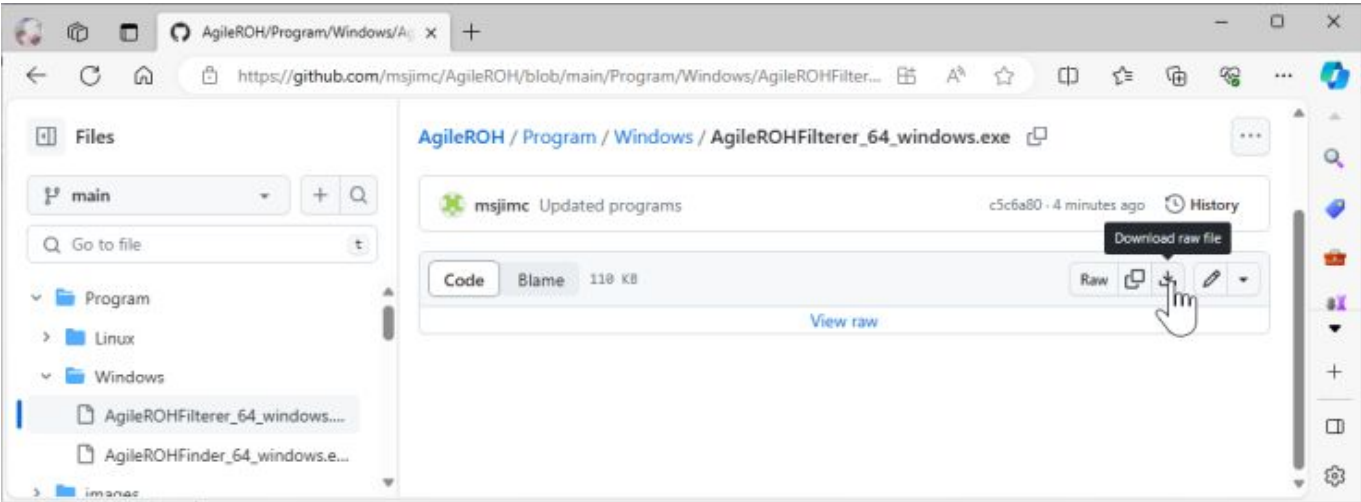 AgileROH/Program/Windows/Ag
https://github.com/msjimc/AgileROH/blob/main/Program/Windows/AgileROHFilter...
Files
main
Go to file
t
Program
Linux
Windows
AgileROHFilterer_64_windows....
AgileROHFinder_64_windows.e...
images
AgileROH / Program / Windows / AgileROHFilterer_64_windows.exe
msjimc Updated programs
c5c6a80 · 4 minutes ago
History
Download raw file
Code
Blame
110 KB
Raw
View raw